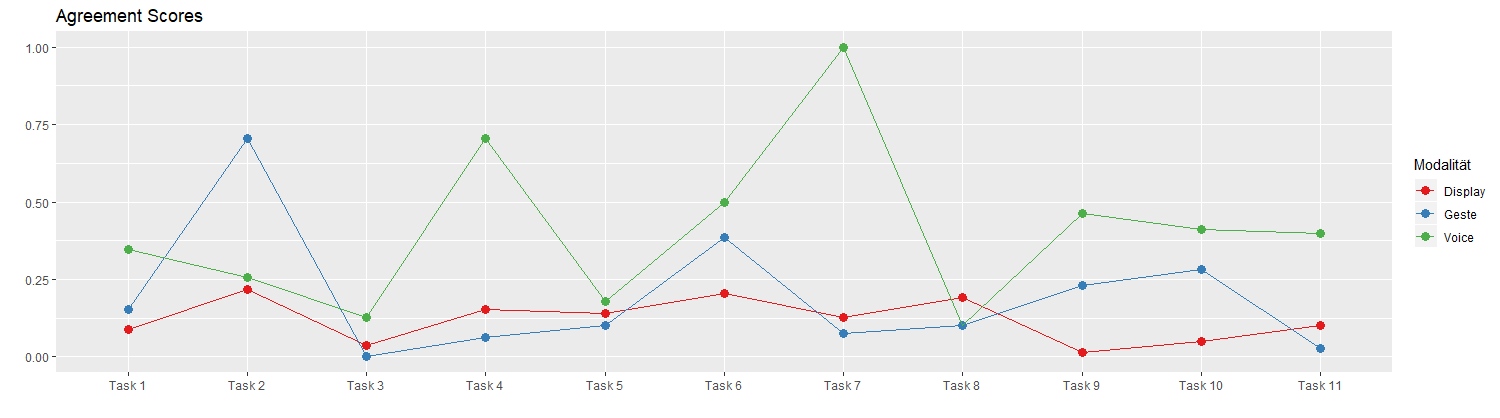 Agreement Scores
1.00
0.75
0.50
0.25
0.00
Task 1 Task 2 Task 3 Task 4 Task 5 Task 6 Task 7 Task 8 Task 9 Task 10 Task 11
Modalität
Display
Geste
Voice